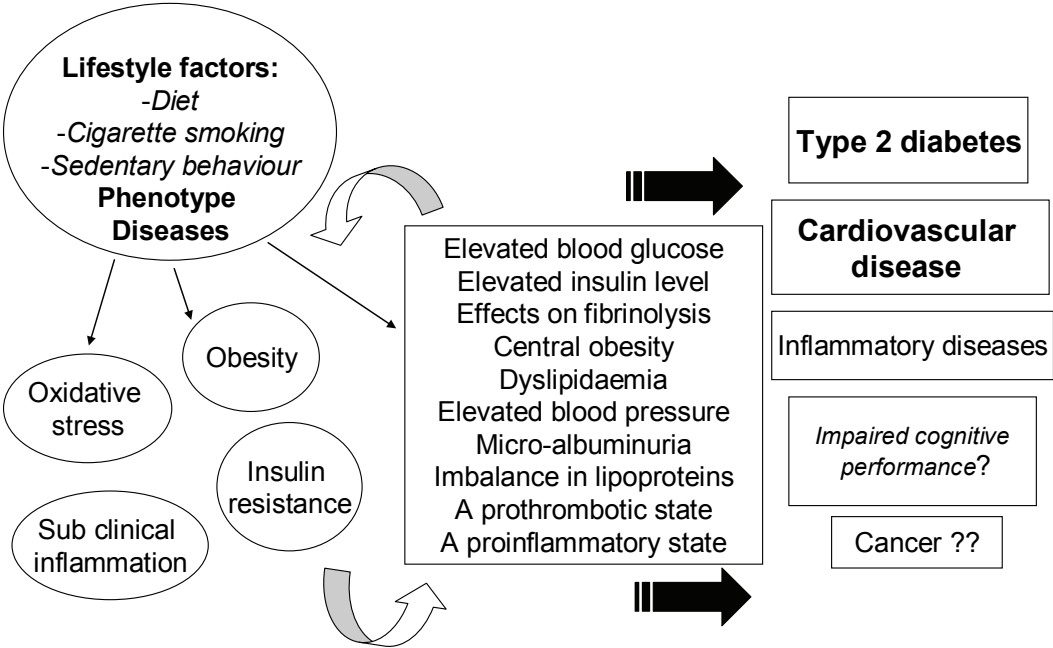 Lifestyle factors:
-Diet
-Cigarette smoking
-Sedentary behaviour
Phenotype
Diseases
Oxidative
stress
Obesity
Insulin
resistance
Sub clinical
inflammation
Elevated blood glucose
Elevated insulin level
Effects on fibrinolysis
Central obesity
Dyslipidaemia
Elevated blood pressure
Micro-albuminuria
Imbalance in lipoproteins
A prothrombotic state
A proinflammatory state
Type 2 diabetes
Cardiovascular
disease
Inflammatory diseases
Impaired cognitive
performance?
Cancer ??